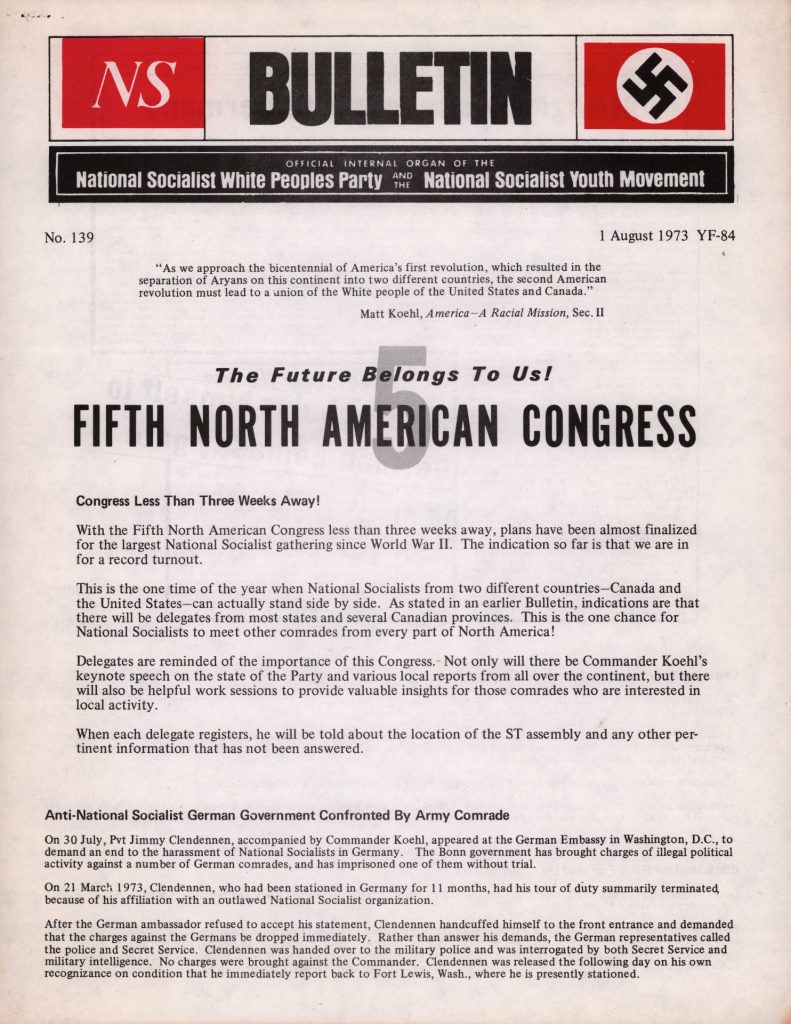 NS
BULLETIN
OFFICIAL INTERNAL ORGAN OF THE
National Socialist White Peoples Party AND THE National Socialist Youth Movement
No. 139
1 August 1973 YF-84
"As we approach the bicentennial of America's first revolution, which resulted in the
separation of Aryans on this continent into two different countries, the second American
revolution must lead to a union of the White people of the United States and Canada."
Matt Koehl, America—A Racial Mission, Sec. II
5
The Future Belongs To Us!
FIFTH NORTH AMERICAN CONGRESS
Congress Less Than Three Weeks Away!
With the Fifth North American Congress less than three weeks away, plans have been almost finalized
for the largest National Socialist gathering since World War II. The indication so far is that we are in
for a record turnout.
This is the one time of the year when National Socialists from two different countries—Canada and
the United States—can actually stand side by side. As stated in an earlier Bulletin, indications are that
there will be delegates from most states and several Canadian provinces. This is the one chance for
National Socialists to meet other comrades from every part of North America!
Delegates are reminded of the importance of this Congress. Not only will there be Commander Koehl's
keynote speech on the state of the Party and various local reports from all over the continent, but there
will also be helpful work sessions to provide valuable insights for those comrades who are interested in
local activity.
When each delegate registers, he will be told about the location of the ST assembly and any other per-
tinent information that has not been answered.
Anti-National Socialist German Government Confronted By Army Comrade
On 30 July, Pvt Jimmy Clendennen, accompanied by Commander Koehl, appeared at the German Embassy in Washington, D.C., to
demand an end to the harassment of National Socialists in Germany. The Bonn government has brought charges of illegal political
activity against a number of German comrades, and has imprisoned one of them without trial.
On 21 March 1973, Clendennen, who had been stationed in Germany for 11 months, had his tour of duty summarily terminated,
because of his affiliation with an outlawed National Socialist organization.
After the German ambassador refused to accept his statement, Clendennen handcuffed himself to the front entrance and demanded
that the charges against the Germans be dropped immediately. Rather than answer his demands, the German representatives called
the police and Secret Service. Clendennen was handed over to the military police and was interrogated by both Secret Service and
military intelligence. No charges were brought against the Commander. Clendennen was released the following day on his own
recognizance on condition that he immediately report back to Fort Lewis, Wash., where he is presently stationed.